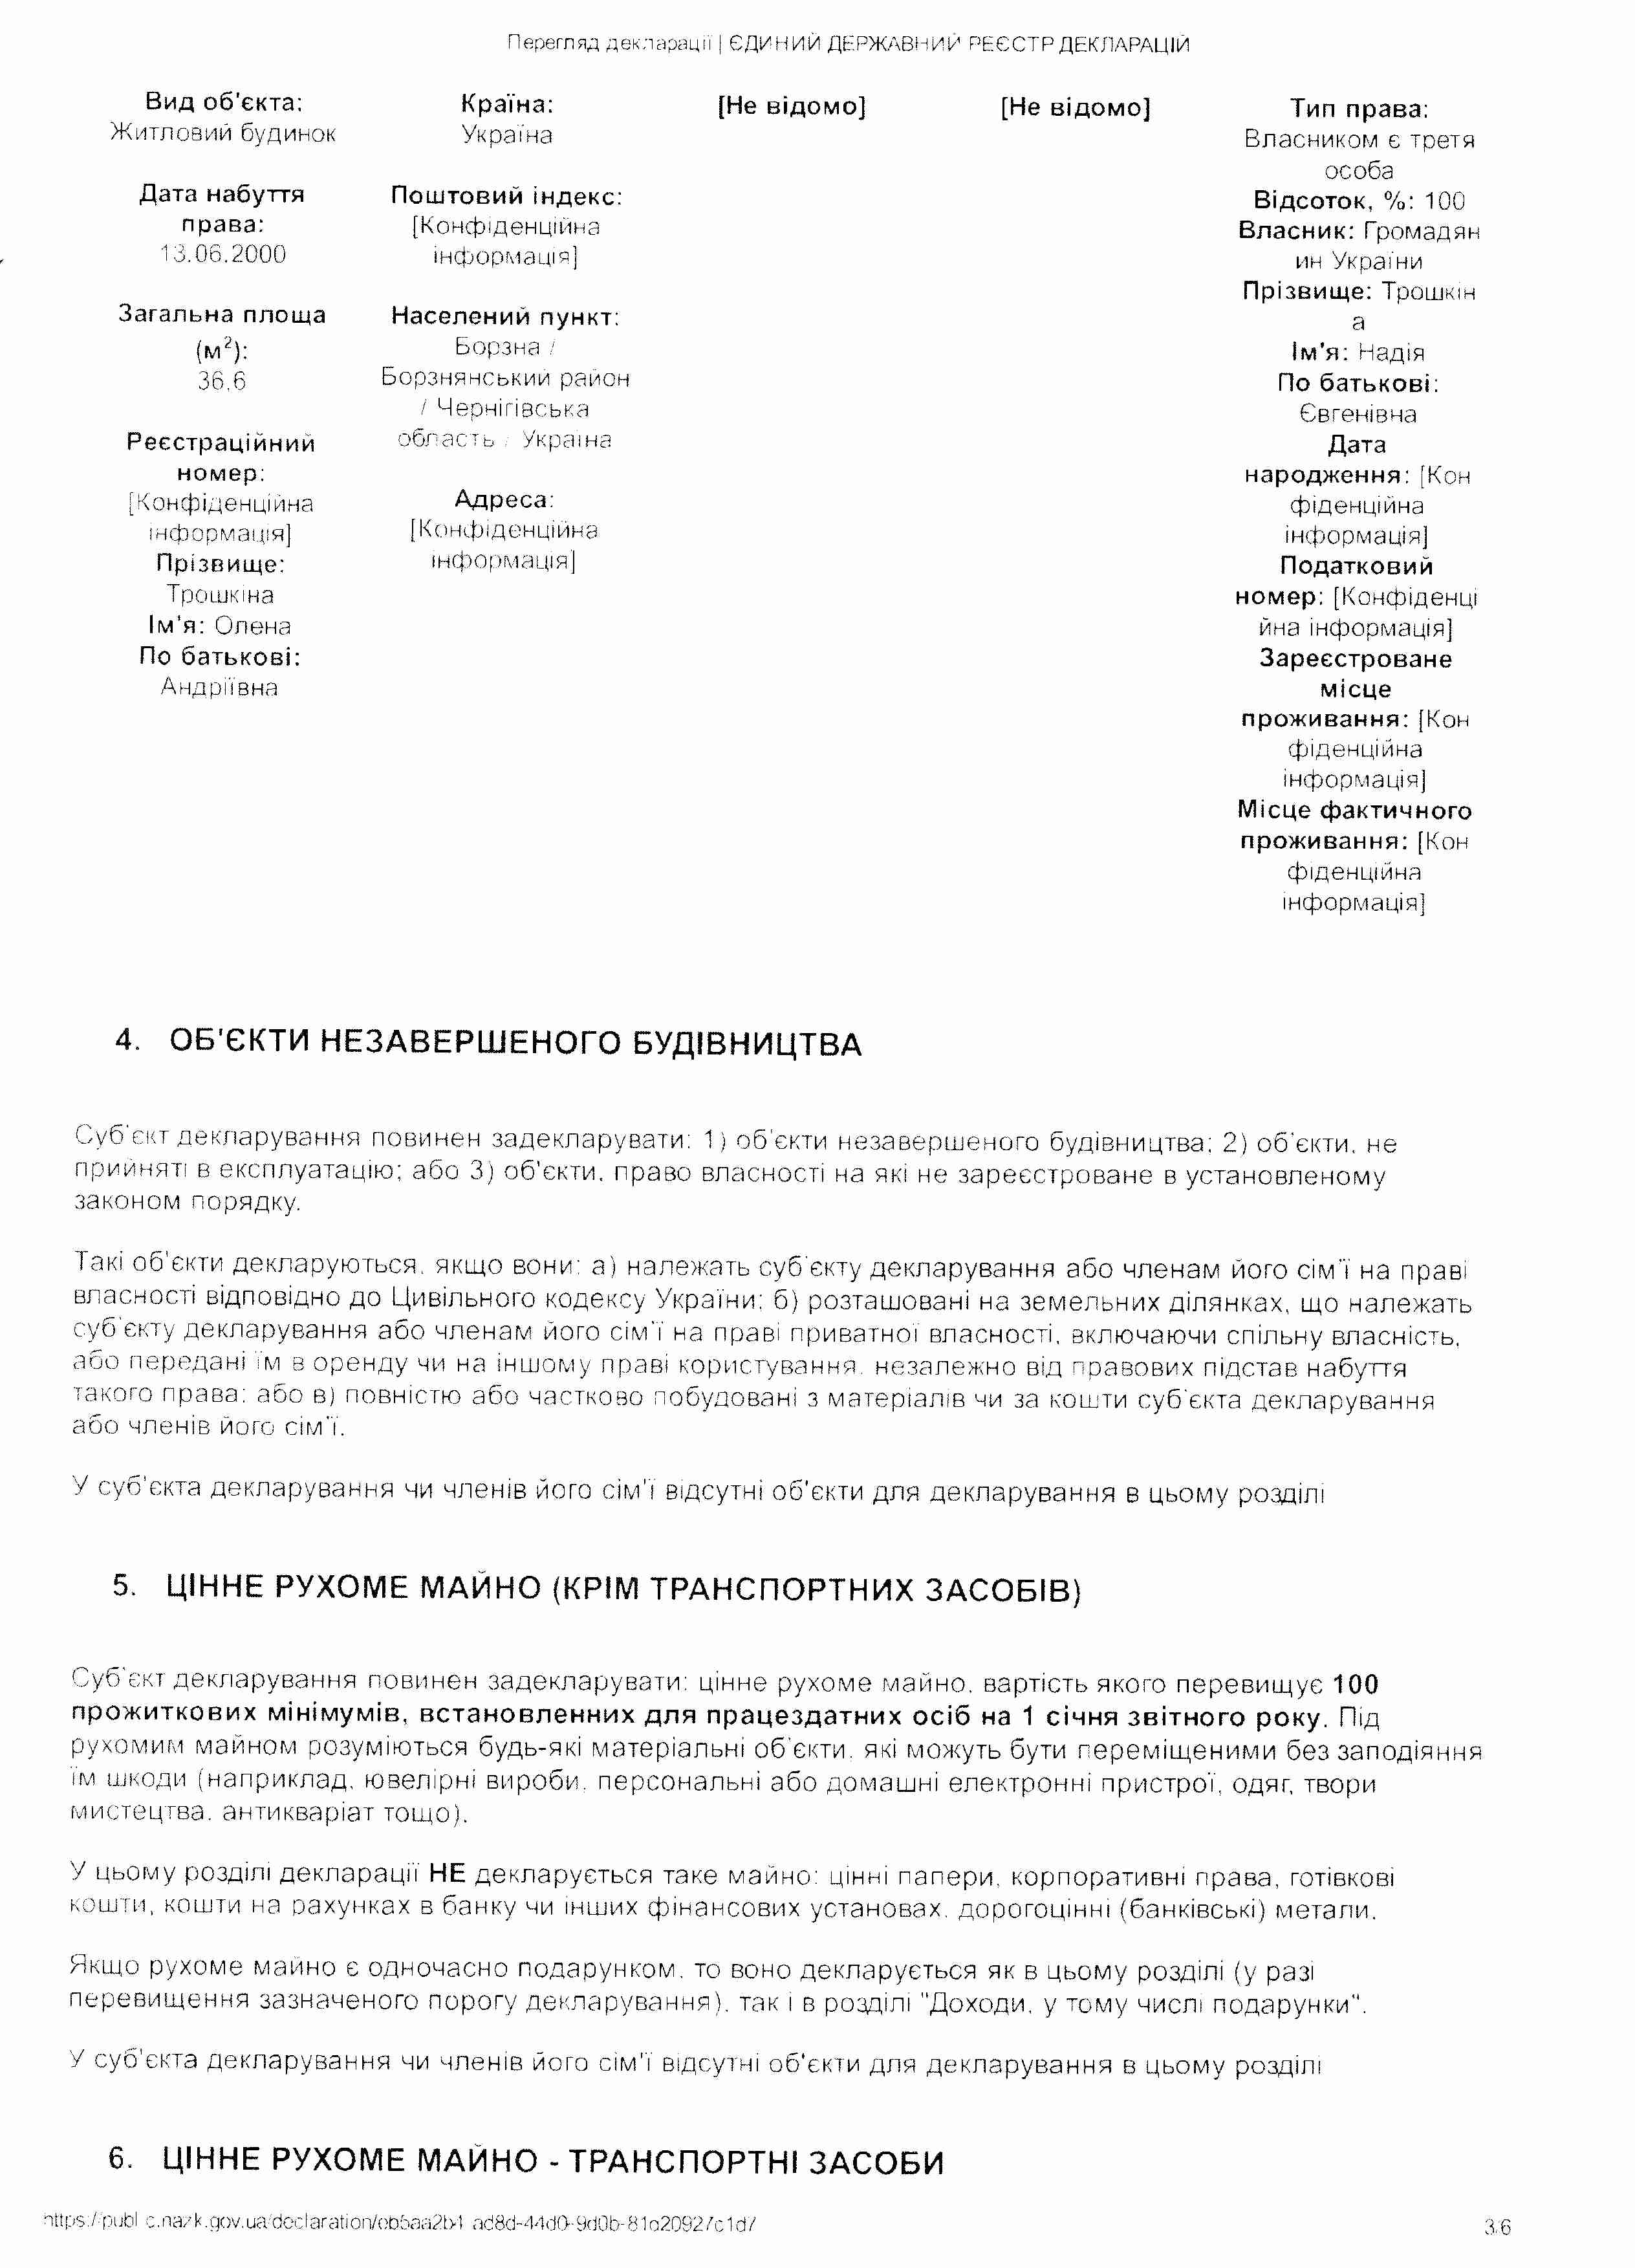 Перегляд декларації | ЄДИНИЙ ДЕРЖАВНИЙ РЕЄСТР ДЕКЛАРАЦІЙ
Вид об'єкта:
Житловий будинок
Дата набуття
права:
13.06.2000
Загальна площа
(м²):
36,6
Реєстраційний
номер:
[Конфіденційна
інформація]
Прізвище:
Трошкіна
Ім'я: Олена
По батькові:
Андріївна
Країна:
Україна
Поштовий індекс:
[Конфіденційна
інформація]
Населений пункт:
Борзна /
Борзнянський район
/ Чернігівська
область / Україна
Адреса:
[Конфіденційна
інформація]
[Не відомо]
[Не відомо]
Тип права:
Власником є третя
особа
Відсоток, %: 100
Власник: Громадян
ин України
Прізвище: Трошкін
а
Ім'я: Надія
По батькові:
Євгенівна
Дата
народження: [Кон
фіденційна
інформація]
Податковий
номер: [Конфіденці
йна інформація]
Зареєстроване
місце
проживання: [Кон
фіденційна
інформація]
Місце фактичного
проживання: [Кон
фіденційна
інформація]
4. ОБ'ЄКТИ НЕЗАВЕРШЕНОГО БУДІВНИЦТВА
Суб'єкт декларування повинен задекларувати: 1) об'єкти незавершеного будівництва; 2) об'єкти, не
прийняті в експлуатацію; або 3) об'єкти, право власності на які не зареєстроване в установленому
законом порядку.
Такі об'єкти декларуються, якщо вони: а) належать суб'єкту декларування або членам його сім'ї на праві
власності відповідно до Цивільного кодексу України; б) розташовані на земельних ділянках, що належать
суб'єкту декларування або членам його сім'ї на праві приватної власності, включаючи спільну власність,
або передані їм в оренду чи на іншому праві користування, незалежно від правових підстав набуття
такого права; або в) повністю або частково побудовані з матеріалів чи за кошти суб'єкта декларування
або членів його сім'ї.
У суб'єкта декларування чи членів його сім'ї відсутні об'єкти для декларування в цьому розділі
5. ЦІННЕ РУХОМЕ МАЙНО (КРІМ ТРАНСПОРТНИХ ЗАСОБІВ)
Суб'єкт декларування повинен задекларувати: цінне рухоме майно, вартість якого перевищує 100
прожиткових мінімумів, встановленних для працездатних осіб на 1 січня звітного року. Під
рухомим майном розуміються будь-які матеріальні об'єкти, які можуть бути переміщеними без заподіяння
їм шкоди (наприклад, ювелірні вироби, персональні або домашні електронні пристрої, одяг, твори
мистецтва, антикваріат тощо).
У цьому розділі декларації НЕ декларується таке майно: цінні папери, корпоративні права, готівкові
кошти, кошти на рахунках в банку чи інших фінансових установах, дорогоцінні (банківські) метали.
Якщо рухоме майно є одночасно подарунком, то воно декларується як в цьому розділі (у разі
перевищення зазначеного порогу декларування), так і в розділі "Доходи, у тому числі подарунки".
У суб'єкта декларування чи членів його сім'ї відсутні об'єкти для декларування в цьому розділі
6. ЦІННЕ РУХОМЕ МАЙНО - ТРАНСПОРТНІ ЗАСОБИ
3/6